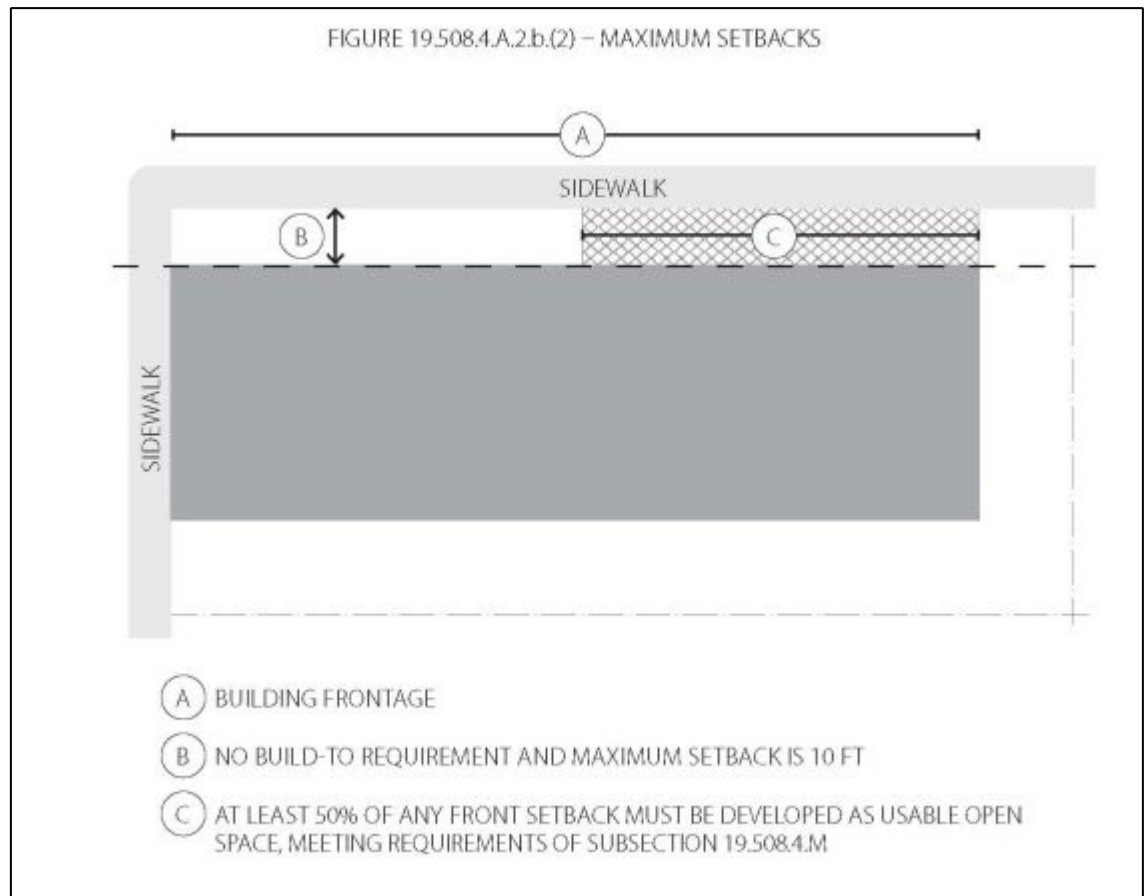 FIGURE 19.508.4.A.2.b.(2) – MAXIMUM SETBACKS
A
SIDEWALK
B
C
SIDEWALK
A BUILDING FRONTAGE
B NO BUILD-TO REQUIREMENT AND MAXIMUM SETBACK IS 10 FT
C AT LEAST 50% OF ANY FRONT SETBACK MUST BE DEVELOPED AS USABLE OPEN
SPACE, MEETING REQUIREMENTS OF SUBSECTION 19.508.4.M